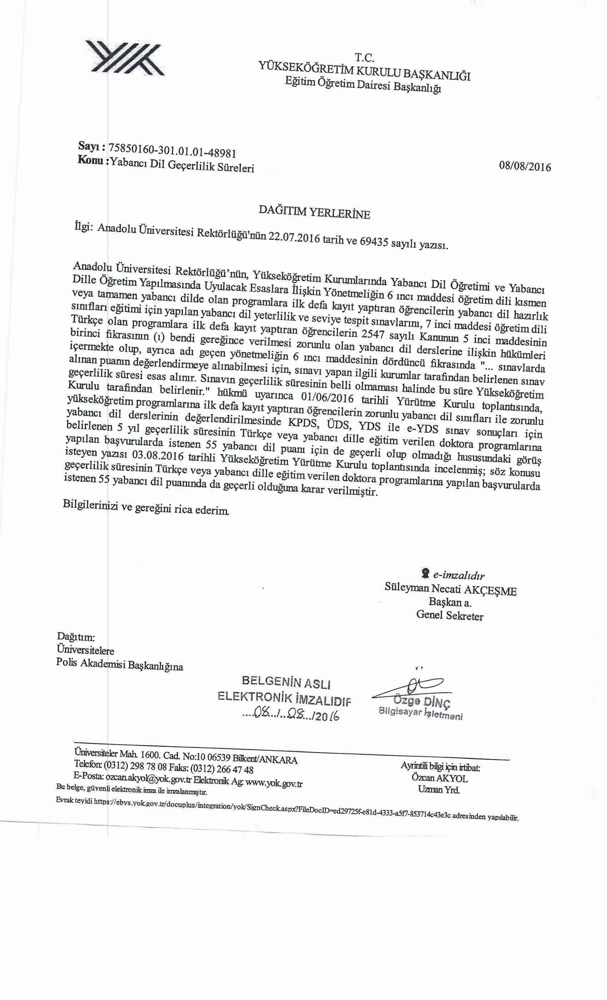 YÖK
T.C.
YÜKSEKÖĞRETİM KURULU BAŞKANLIĞI
Eğitim Öğretim Dairesi Başkanlığı
Sayı : 75850160-301.01.01-48981
Konu :Yabancı Dil Geçerlilik Süreleri
08/08/2016
DAĞITIM YERLERİNE
İlgi: Anadolu Üniversitesi Rektörlüğü'nün 22.07.2016 tarih ve 69435 sayılı yazısı.
Anadolu Üniversitesi Rektörlüğü’nün, Yükseköğretim Kurumlarında Yabancı Dil Öğretimi ve Yabancı
Dille Öğretim Yapılmasında Uyulacak Esaslara İlişkin Yönetmeliğin 6 ıncı maddesi öğretim dili kısmen
veya tamamen yabancı dilde olan programlara ilk defa kayıt yaptıran öğrencilerin yabancı dil hazırlık
sınıfları eğitimi için yapılan yabancı dil yeterlilik ve seviye tespit sınavlarını, 7 inci maddesi öğretim dili
Türkçe olan programlara ilk defa kayıt yaptıran öğrencilerin 2547 sayılı Kanunun 5 inci maddesinin
birinci fikrasının (ı) bendi gereğince verilmesi zorunlu olan yabancı dil derslerine ilişkin hükümleri
içermekte olup, ayrıca adı geçen yönetmeliğin 6 ıncı maddesinin dördüncü fikrasında "... sınavlarda
alınan puanın değerlendirmeye alınabilmesi için, sınavı yapan ilgili kurumlar tarafından belirlenen sınav
geçerlilik süresi esas alınır. Sınavın geçerlilik süresinin belli olmaması halinde bu süre Yükseköğretim
Kurulu tarafından belirlenir." hükmü uyarınca 01/06/2016 tarihli Yürütme Kurulu toplantısında,
yükseköğretim programlarına ilk defa kayıt yaptıran öğrencilerin zorunlu yabancı dil sınıfları ile zorunlu
yabancı dil derslerinin değerlendirilmesinde KPDS, ÜDS, YDS ile e-YDS sınav sonuçları için
belirlenen 5 yıl geçerlilik süresinin Türkçe veya yabancı dille eğitim verilen doktora programlarına
yapılan başvurularda istenen 55 yabancı dil puanı için de geçerli olup olmadığı hususundaki görüş
isteyen yazısı 03.08.2016 tarihli Yükseköğretim Yürütme Kurulu toplantısında incelenmiş; söz konusu
geçerlilik süresinin Türkçe veya yabancı dille eğitim verilen doktora programlarına yapılan başvurularda
istenen 55 yabancı dil puanında da geçerli olduğuna karar verilmiştir.
Bilgilerinizi ve gereğini rica ederim.
e-imzalıdır
Süleyman Necati AKÇEŞME
Başkan a.
Genel Sekreter
Dağıtım:
Üniversitelere
Polis Akademisi Başkanlığına
BELGENİN ASLI
ELEKTRONİK İMZALIDIR
....08.../...08.../2016
Özge DİNÇ
Bilgisayar İşletmeni
Üniversiteler Mah. 1600. Cad. No:10 06539 Bilkent/ANKARA
Telefon: (0312) 298 78 08 Faks: (0312) 266 47 48
E-Posta: ozcan.akyol@yok.gov.tr Elektronik Ag: www.yok.gov.tr
Ayrintili bilgi için irtibat:
Özcan AKYOL
Uzman Yrd.
Bu belge, güvenli elektronik imza ile imzalanmıştır.
Evrak teyidi https://ebys.yok.gov.tr/docuplus/integration/yok/SignCheck.aspx?FileDocID=ed29725f-e81d-4333-a5f7-853714c43e3c adresinden yapılabilir.